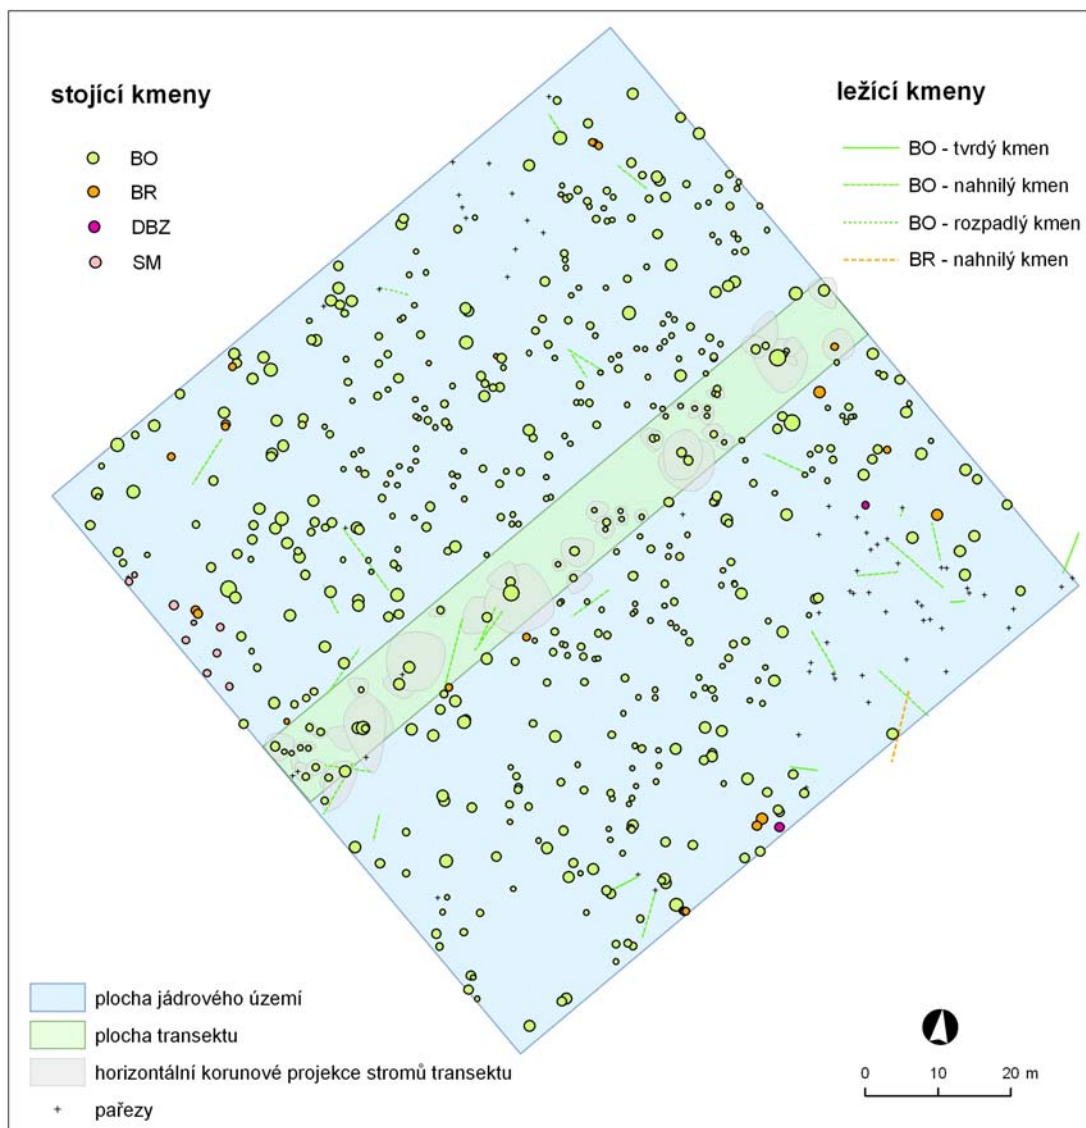 stojící kmeny
BO
BR
DBZ
SM
ležící kmeny
BO - tvrdý kmen
BO - nahnilý kmen
BO - rozpadlý kmen
BR - nahnilý kmen
plocha jádrového území
plocha transektu
horizontální korunové projekce stromů transektu
pařezy
0 10 20 m